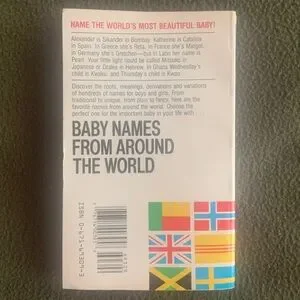 NAME THE WORLD'S MOST BEAUTIFUL BABY!
Alexander is Sikander in Bombay. Katherine is Catalina
in Spain. In Greece she's Reta, in France she's Margot,
in Germany she's Gretchen—but in Latin her name is
Pearl. Your little light could be called Mitsuko in
Japanese or Orales in Hebrew. In Ghana Wednesday's
child is Kwaku, and Thursday's child is Kwao.
Discover the roots, meanings, derivations and variations
of hundreds of names for boys and girls. From
traditional to unique, from plain to fancy, here are the
favorite names from around the world. Choose the
perfect one for the important baby in your life with -
BABY NAMES
FROM AROUND
THE WORLD